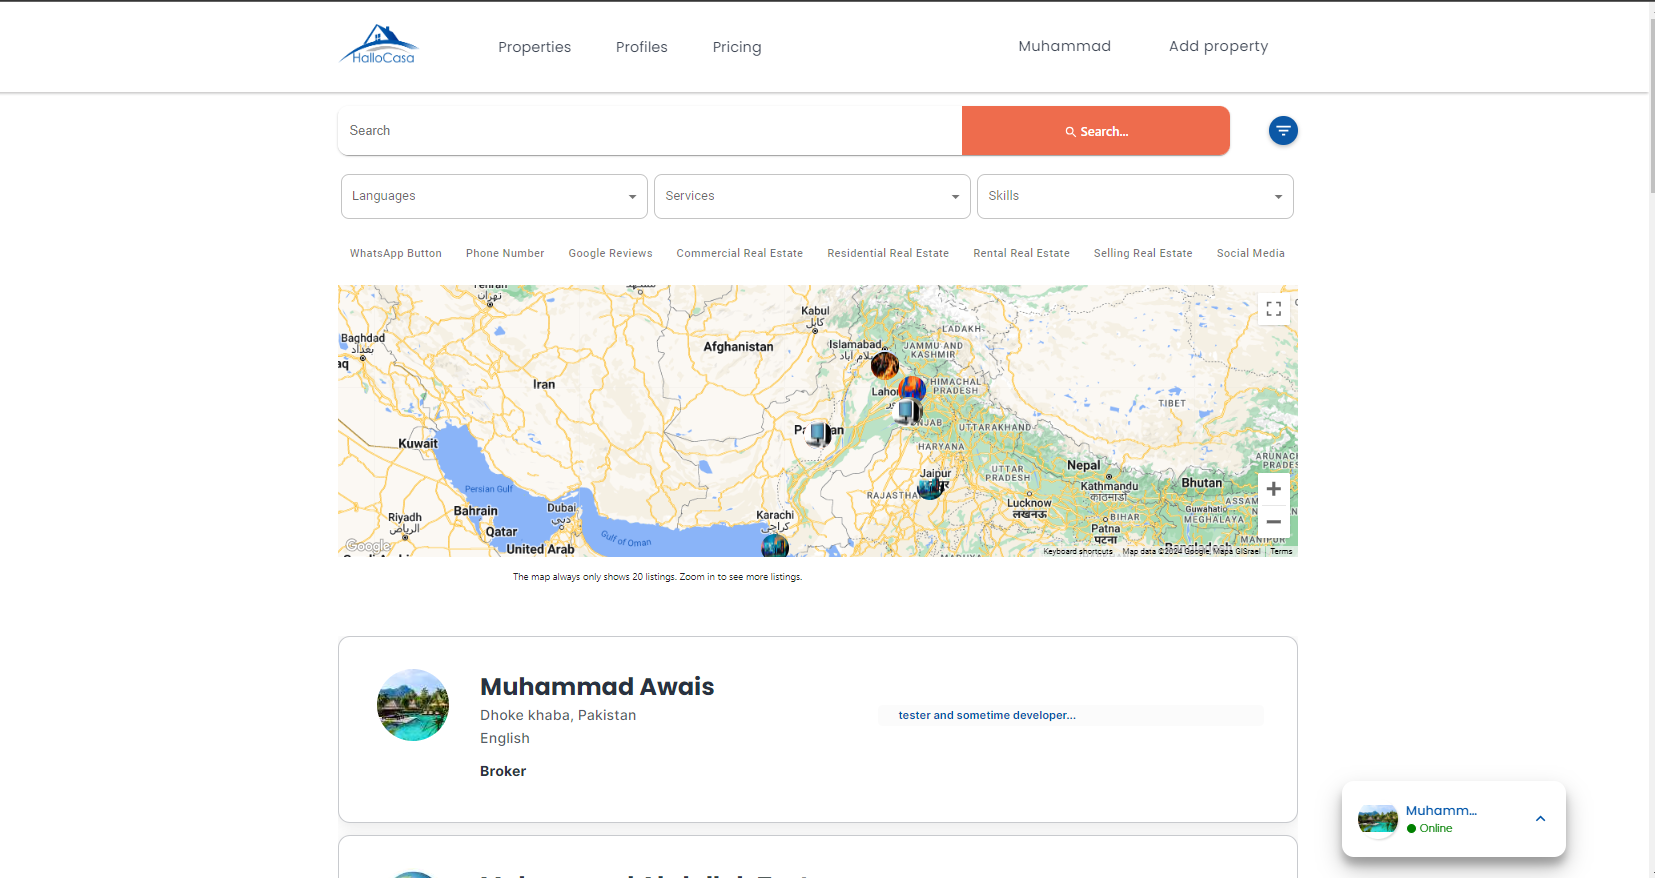 HalloCasa
Properties
Profiles
Pricing
Muhammad
Add property
Search
Search...
Languages
Services
Skills
WhatsApp Button
Phone Number
Google Reviews
Commercial Real Estate
Residential Real Estate
Rental Real Estate
Selling Real Estate
Social Media
تهران
Kabul
کابل
Baghdad
بغداد
Afghanistan
Islamabad
LADAKH
JAMMU AND
KASHMIR
Iran
HIMACHAL
PRADESH
TIBET
UTTARAKHAND
Kuwait
HARYANA
Jaipur
UTTAR
PRADESH
Nepal
Kathmandu
काठमाडौं
Bhutan
Persian Gulf
Bahrain
Dubai
دبي
Lucknow
लखनऊ
BIHAR
ASSAM
Guwahati
MEGHALAYA
Riyadh
الرياض
Qatar
Karachi
کراچی
Patna
पटना
MANIPUR
Google
United Arab
Gulf of Oman
Bangladesh
Keyboard shortcuts
Map data ©2024 Google, Mapa GISrael
Terms
The map always only shows 20 listings. Zoom in to see more listings.
Muhammad Awais
Dhoke khaba, Pakistan
English
Broker
tester and sometime developer...
Muhamm...
Online